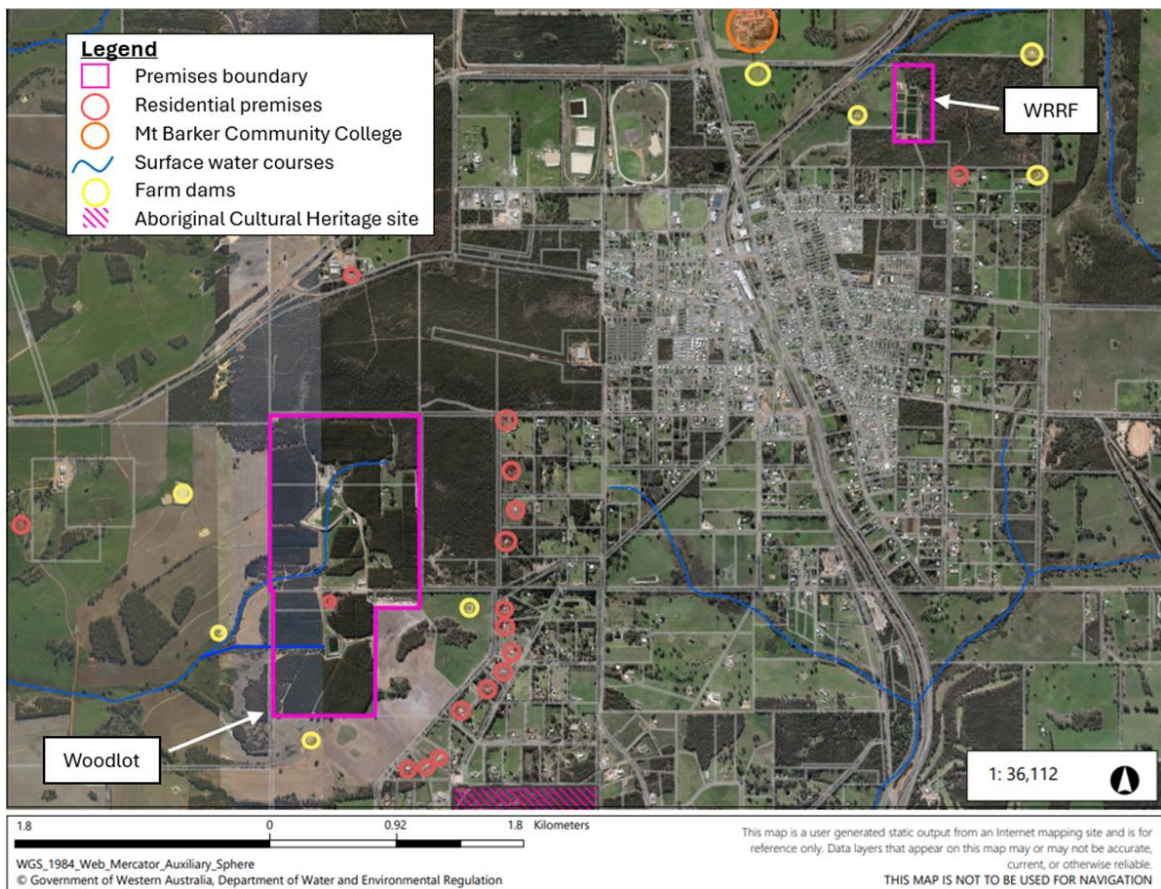 Legend
Premises boundary
Residential premises
Mt Barker Community College
Surface water courses
Farm dams
Aboriginal Cultural Heritage site
WRRF
Woodlot
1: 36,112
1.8 0 0.92 1.8 Kilometers
WGS_1984_Web_Mercator_Auxiliary_Sphere
© Government of Western Australia, Department of Water and Environmental Regulation
This map is a user generated static output from an Internet mapping site and is for
reference only. Data layers that appear on this map may or may not be accurate,
current, or otherwise reliable.
THIS MAP IS NOT TO BE USED FOR NAVIGATION